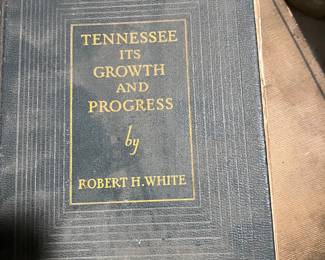 TENNESSEE
ITS
GROWTH
AND
PROGRESS
by
ROBERT H. WHITE